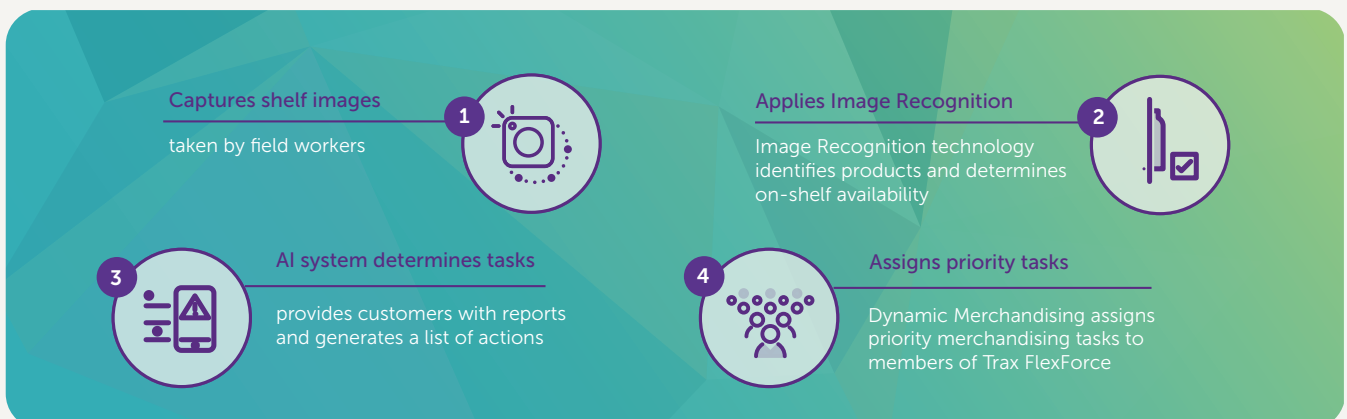 1
Captures shelf images
taken by field workers
2
Applies Image Recognition
Image Recognition technology
identifies products and determines
on-shelf availability
3
AI system determines tasks
provides customers with reports
and generates a list of actions
4
Assigns priority tasks
Dynamic Merchandising assigns
priority merchandising tasks to
members of Trax FlexForce